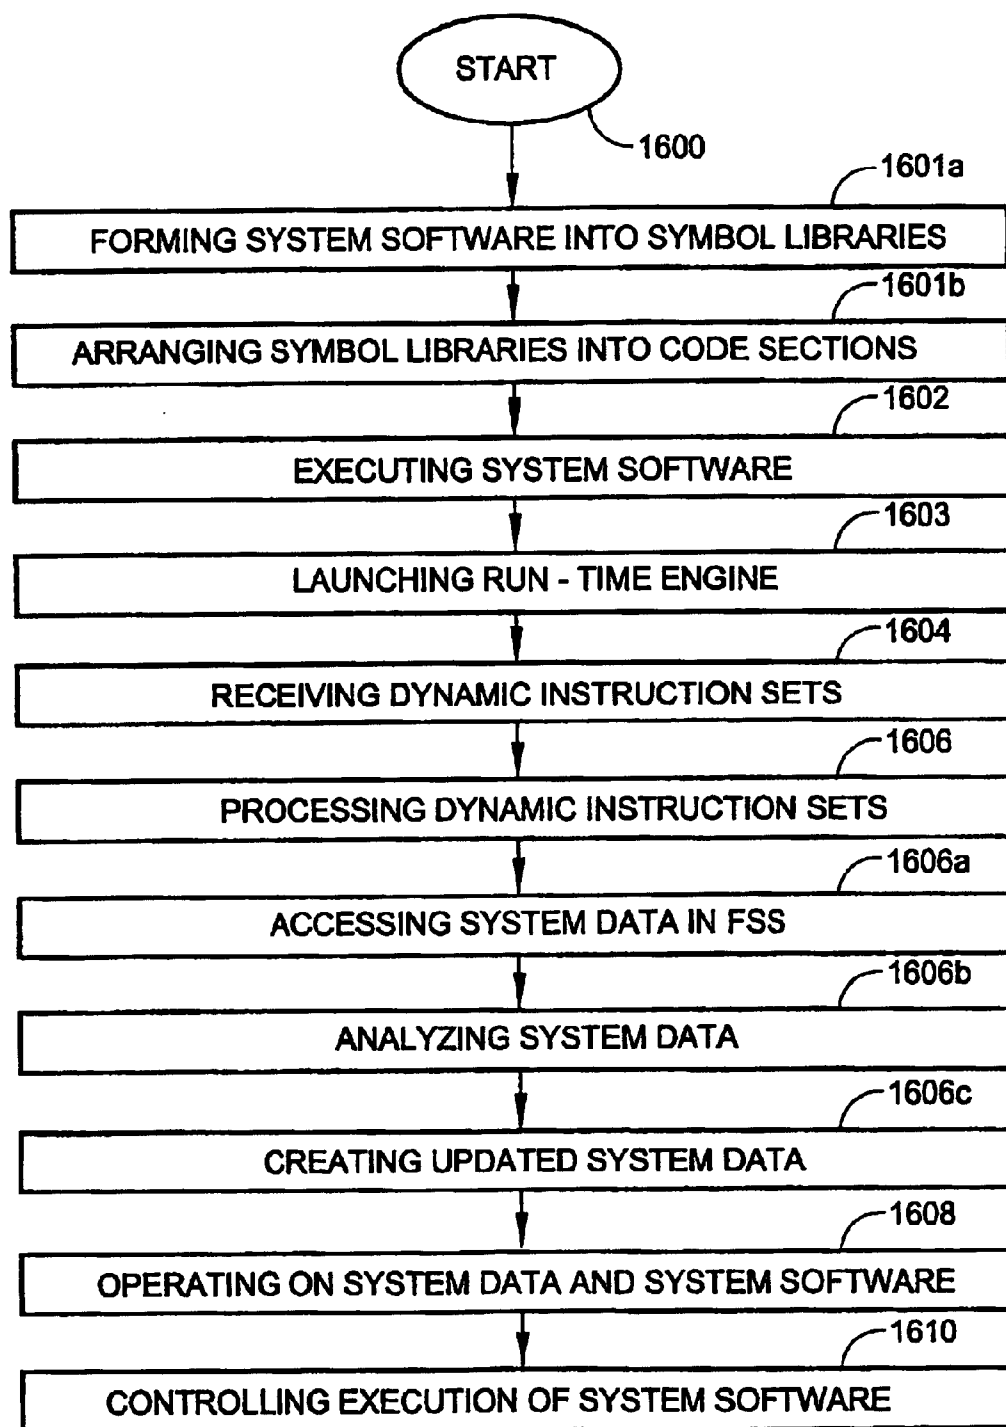 START
1600
1601a
FORMING SYSTEM SOFTWARE INTO SYMBOL LIBRARIES
1601b
ARRANGING SYMBOL LIBRARIES INTO CODE SECTIONS
1602
EXECUTING SYSTEM SOFTWARE
1603
LAUNCHING RUN - TIME ENGINE
1604
RECEIVING DYNAMIC INSTRUCTION SETS
1606
PROCESSING DYNAMIC INSTRUCTION SETS
1606a
ACCESSING SYSTEM DATA IN FSS
1606b
ANALYZING SYSTEM DATA
1606c
CREATING UPDATED SYSTEM DATA
1608
OPERATING ON SYSTEM DATA AND SYSTEM SOFTWARE
1610
CONTROLLING EXECUTION OF SYSTEM SOFTWARE